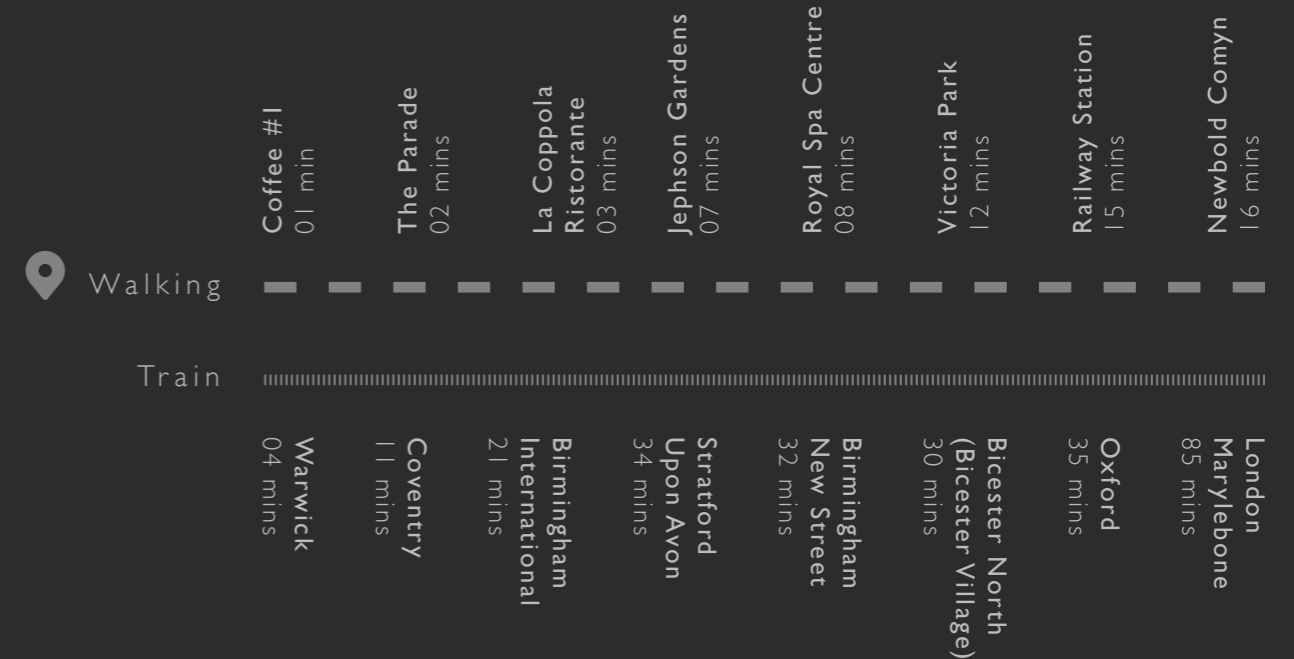 Coffee #1
01 min
The Parade
02 mins
La Coppola
Ristorante
03 mins
Jephson Gardens
07 mins
Royal Spa Centre
08 mins
Victoria Park
12 mins
Railway Station
15 mins
Newbold Comyn
16 mins
Walking
Train
Warwick
04 mins
Coventry
11 mins
Birmingham
International
21 mins
Stratford
Upon Avon
34 mins
Birmingham
New Street
32 mins
Bicester North
(Bicester Village)
30 mins
Oxford
35 mins
London
Marylebone
85 mins